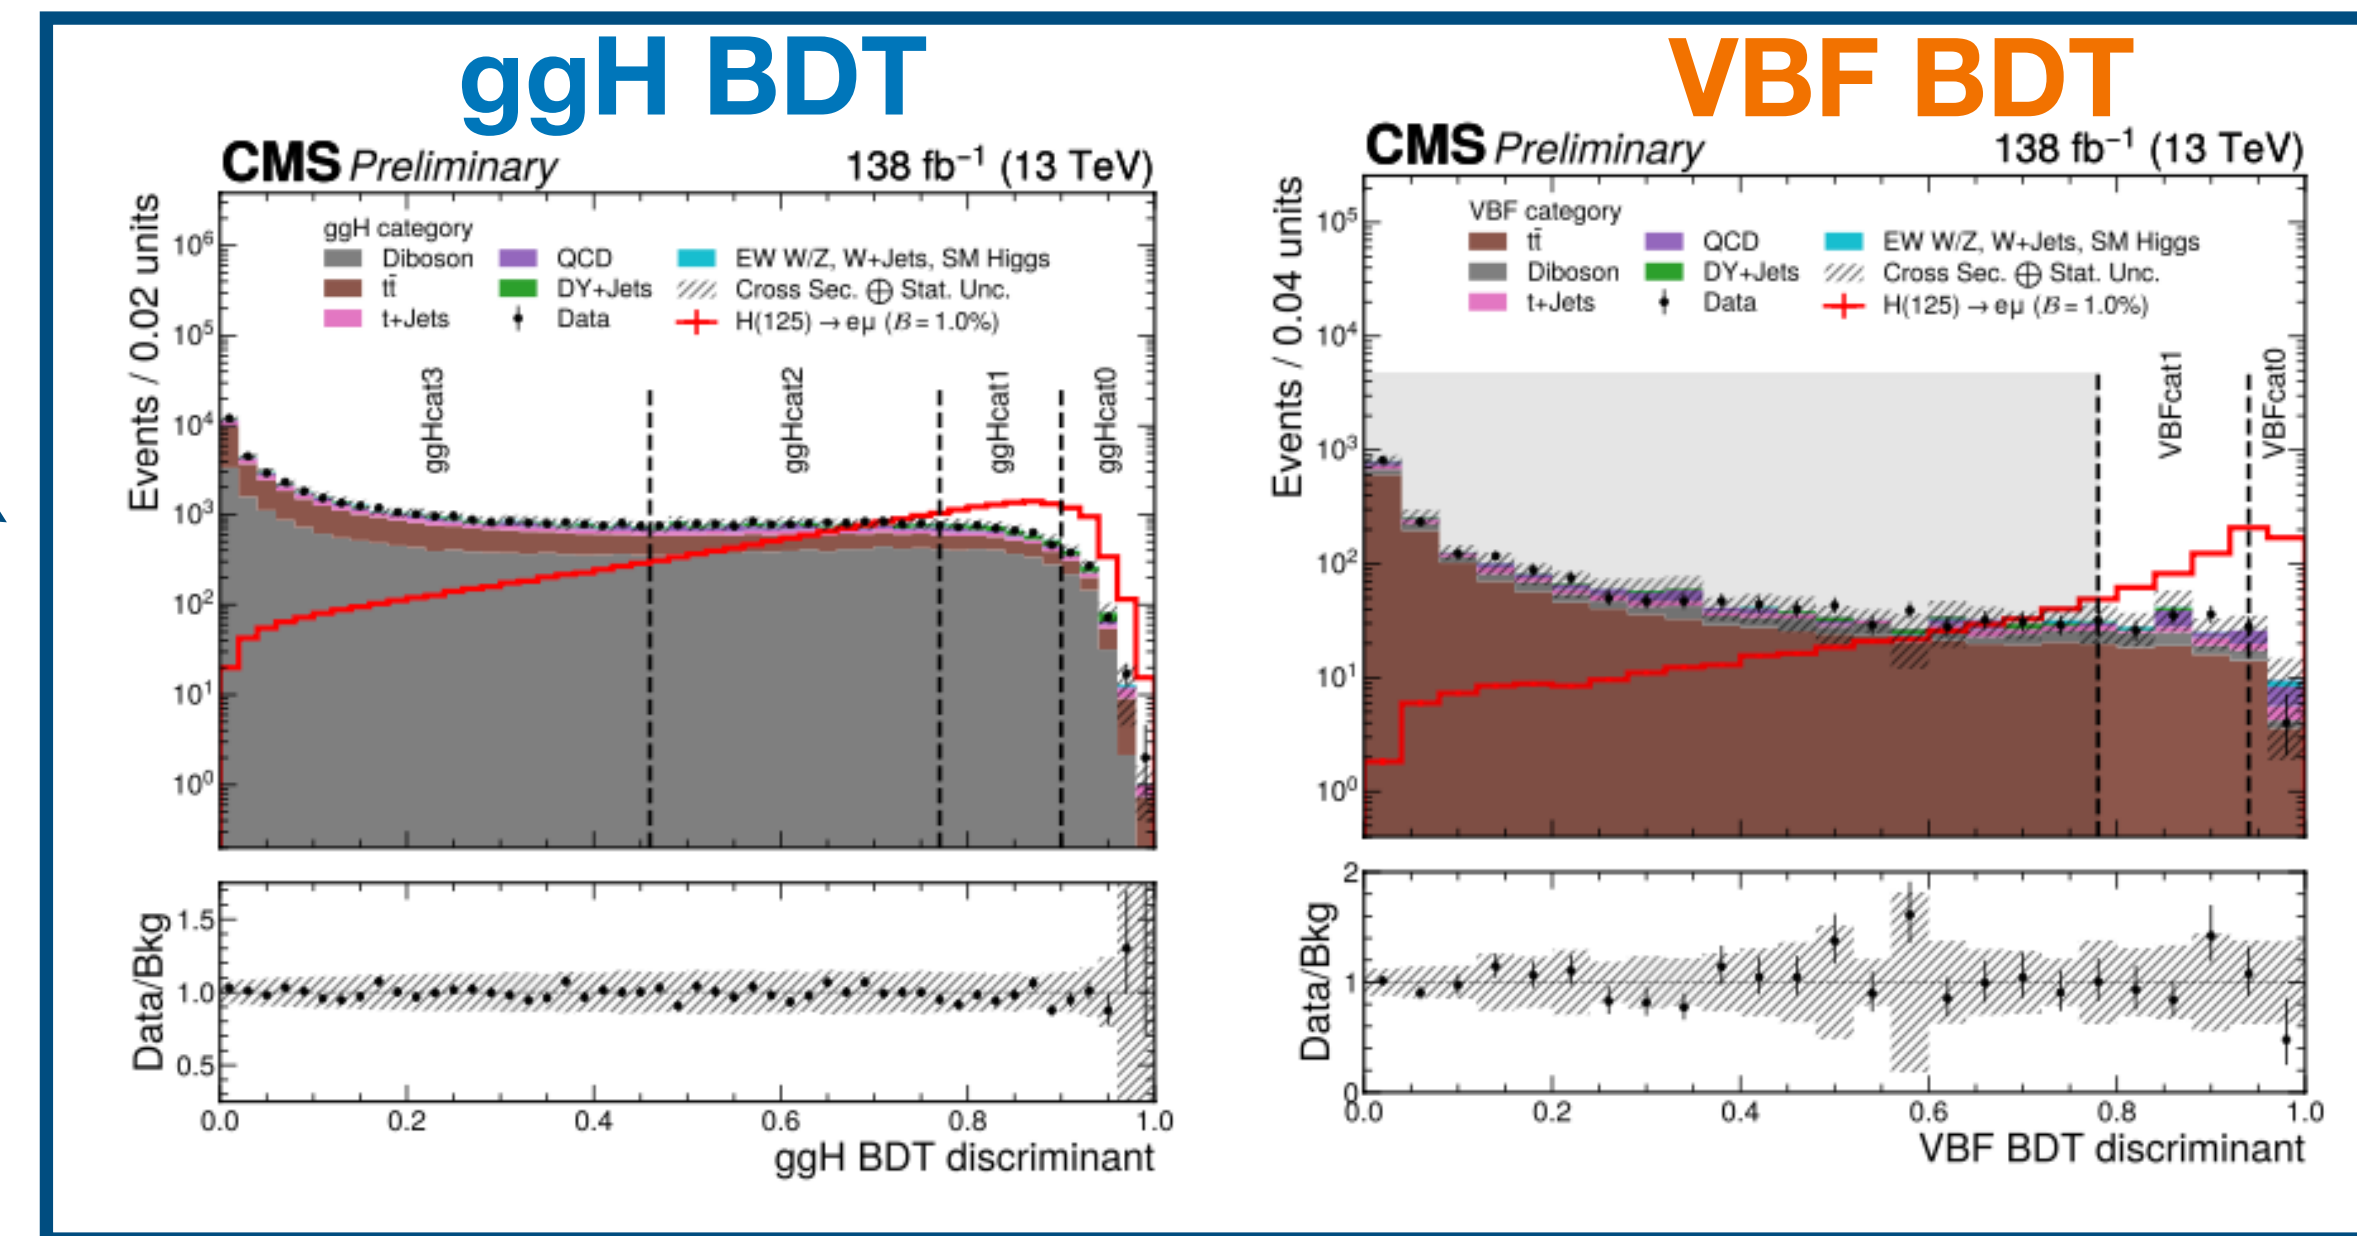 ggH BDT
CMS Preliminary 138 fb⁻¹ (13 TeV)
Events / 0.02 units
ggH category
Diboson QCD EW W/Z, W+Jets, SM Higgs
tt̄ DY+Jets Cross Sec. ⊕ Stat. Unc.
t+Jets Data H(125) → eμ (𝓑 = 1.0%)
10⁶
10⁵
10⁴
10³
10²
10¹
10⁰
ggHcat3 ggHcat2 ggHcat1 ggHcat0
Data/Bkg
1.5
1.0
0.5
0.0 0.2 0.4 0.6 0.8 1.0
ggH BDT discriminant
VBF BDT
CMS Preliminary 138 fb⁻¹ (13 TeV)
Events / 0.04 units
VBF category
tt̄ QCD EW W/Z, W+Jets, SM Higgs
Diboson DY+Jets Cross Sec. ⊕ Stat. Unc.
t+Jets Data H(125) → eμ (𝓑 = 1.0%)
10⁵
10⁴
10³
10²
10¹
10⁰
VBFcat1 VBFcat0
Data/Bkg
2
1
0
0.0 0.2 0.4 0.6 0.8 1.0
VBF BDT discriminant